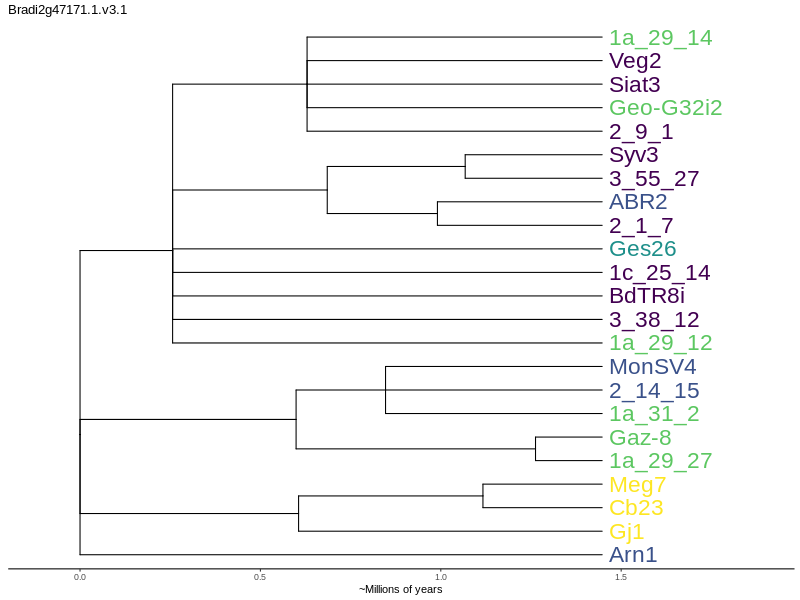 Bradi2g47171.1.v3.1
1a_29_14
Veg2
Siat3
Geo-G32i2
2_9_1
Syv3
3_55_27
ABR2
2_1_7
Ges26
1c_25_14
BdTR8i
3_38_12
1a_29_12
MonSV4
2_14_15
1a_31_2
Gaz-8
1a_29_27
Meg7
Cb23
Gj1
Arn1
0.0 0.5 1.0 1.5
~Millions of years